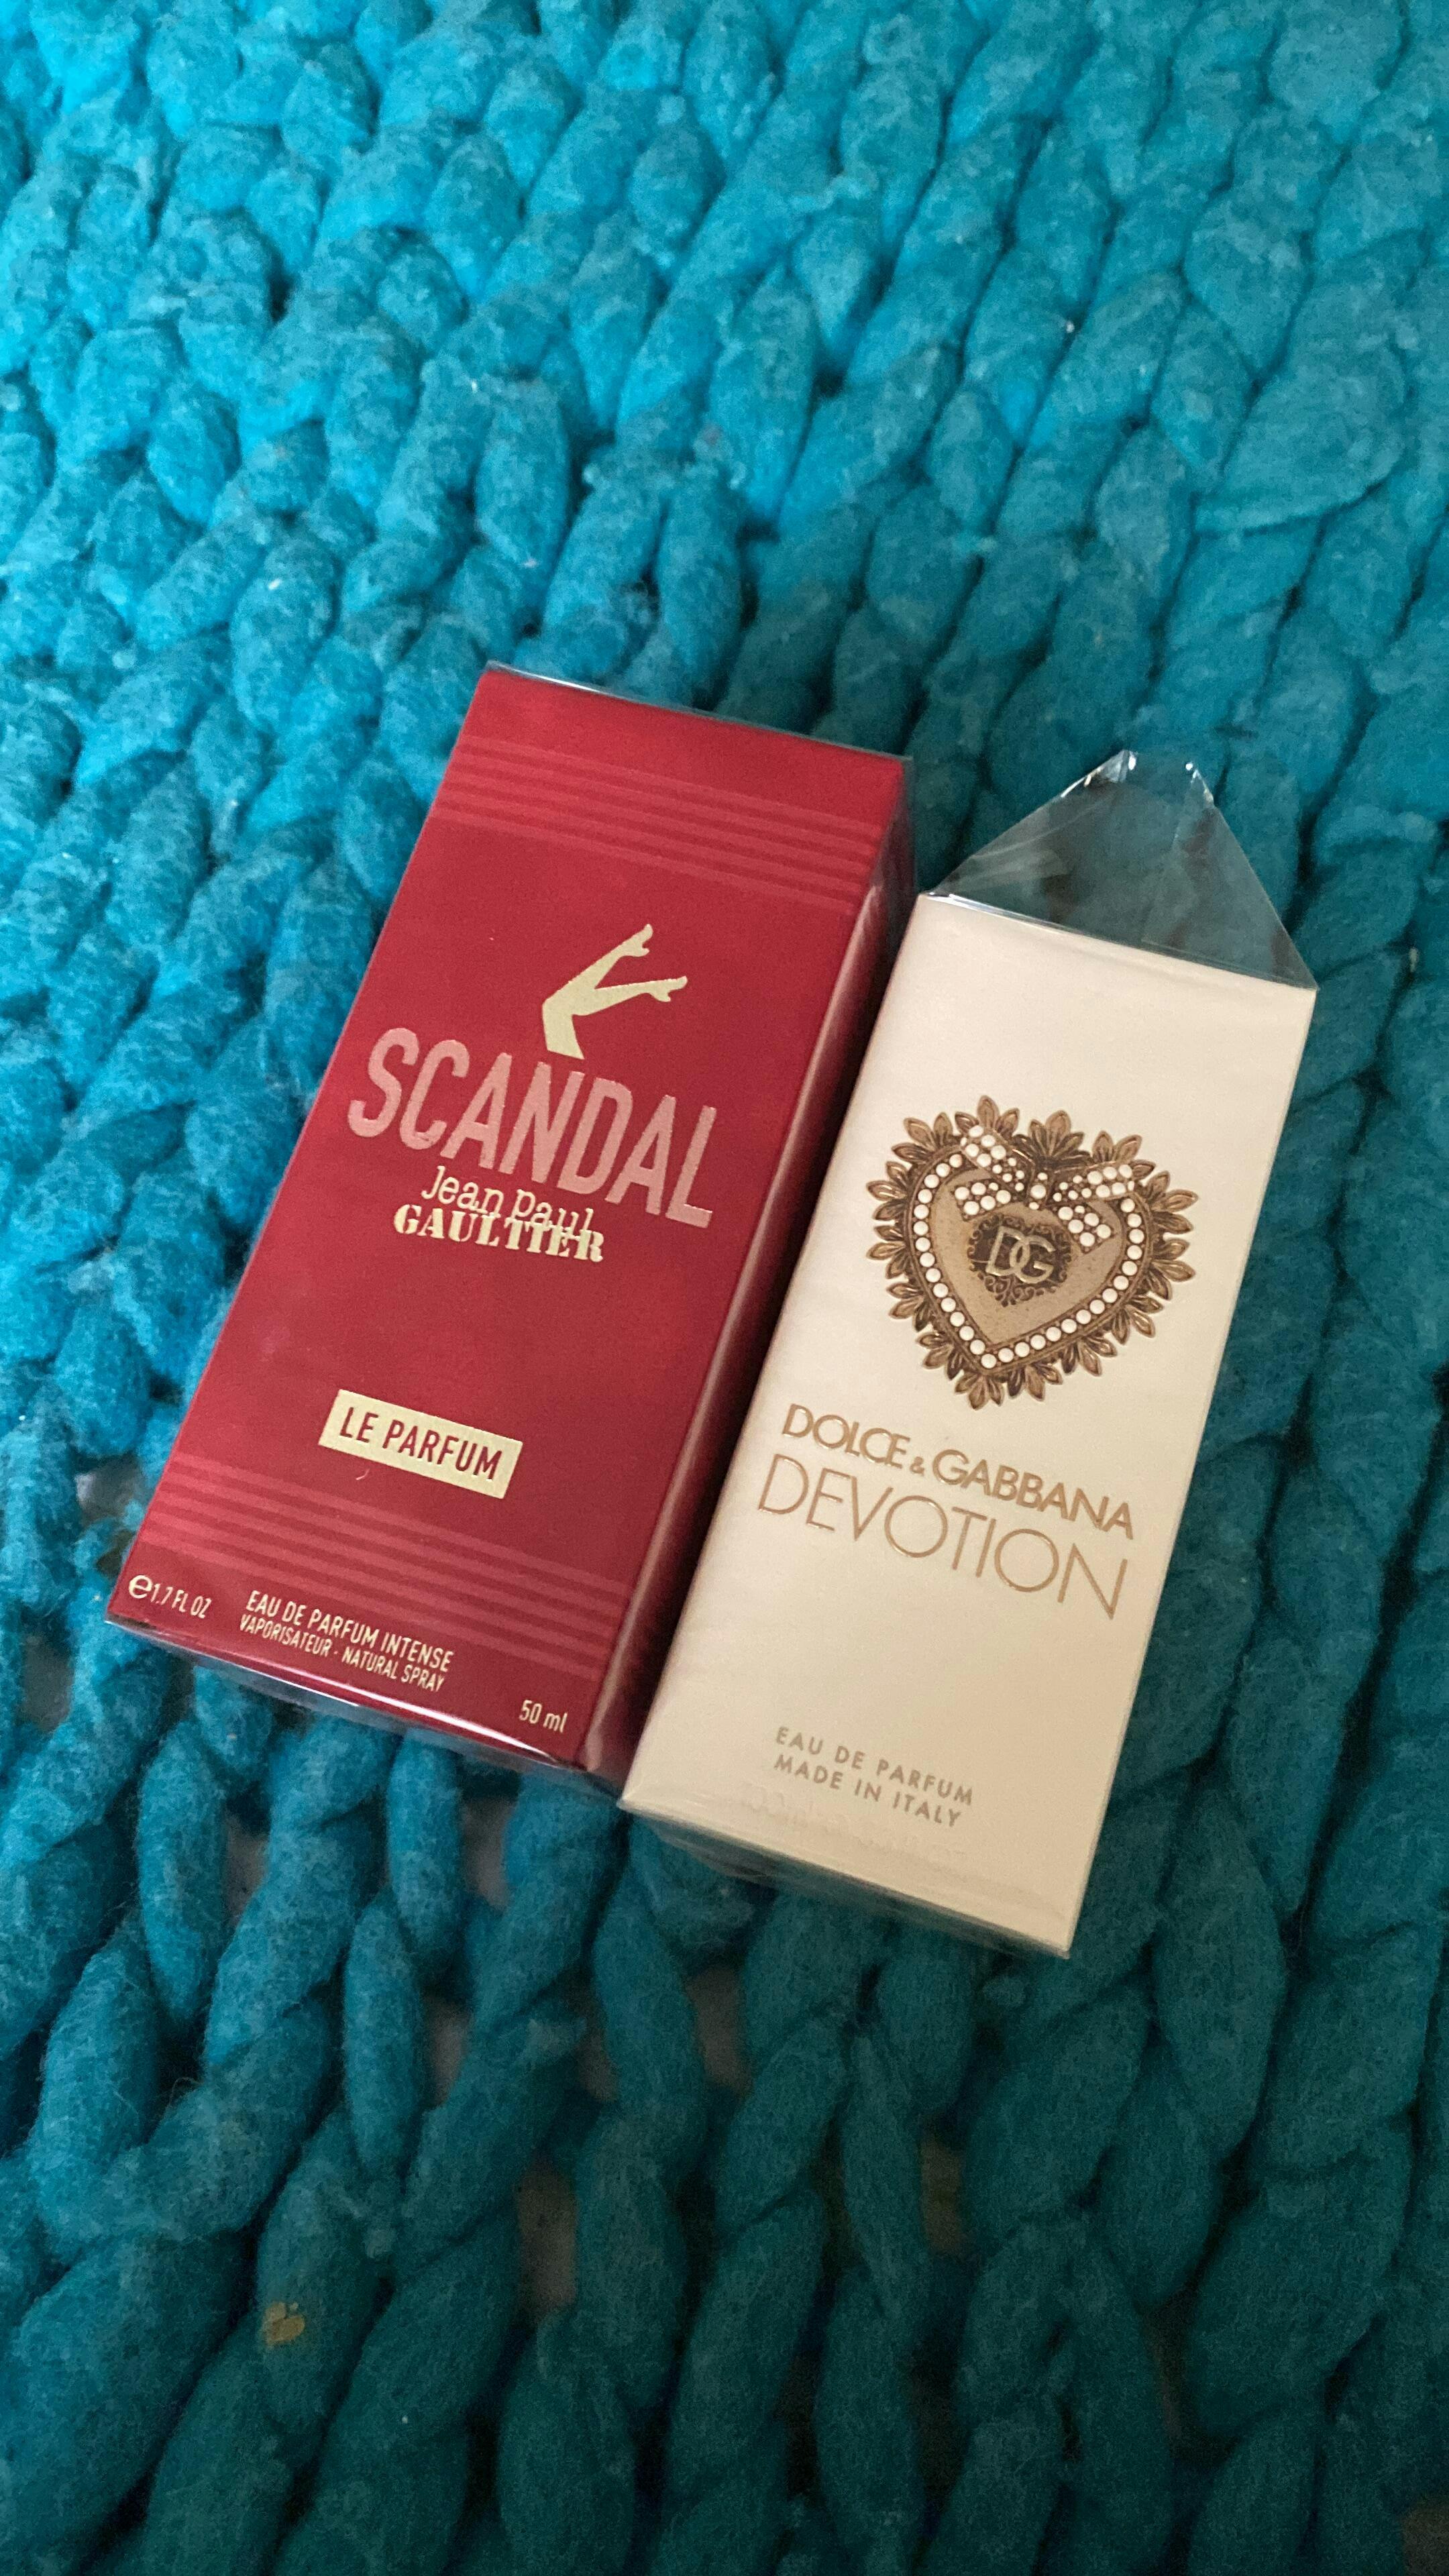 SCANDAL
Jean Paul
GAULTIER
LE PARFUM
e1.7 FL OZ
EAU DE PARFUM INTENSE
VAPORISATEUR · NATURAL SPRAY
50 ml
DG
DOLCE & GABBANA
DEVOTION
EAU DE PARFUM
MADE IN ITALY